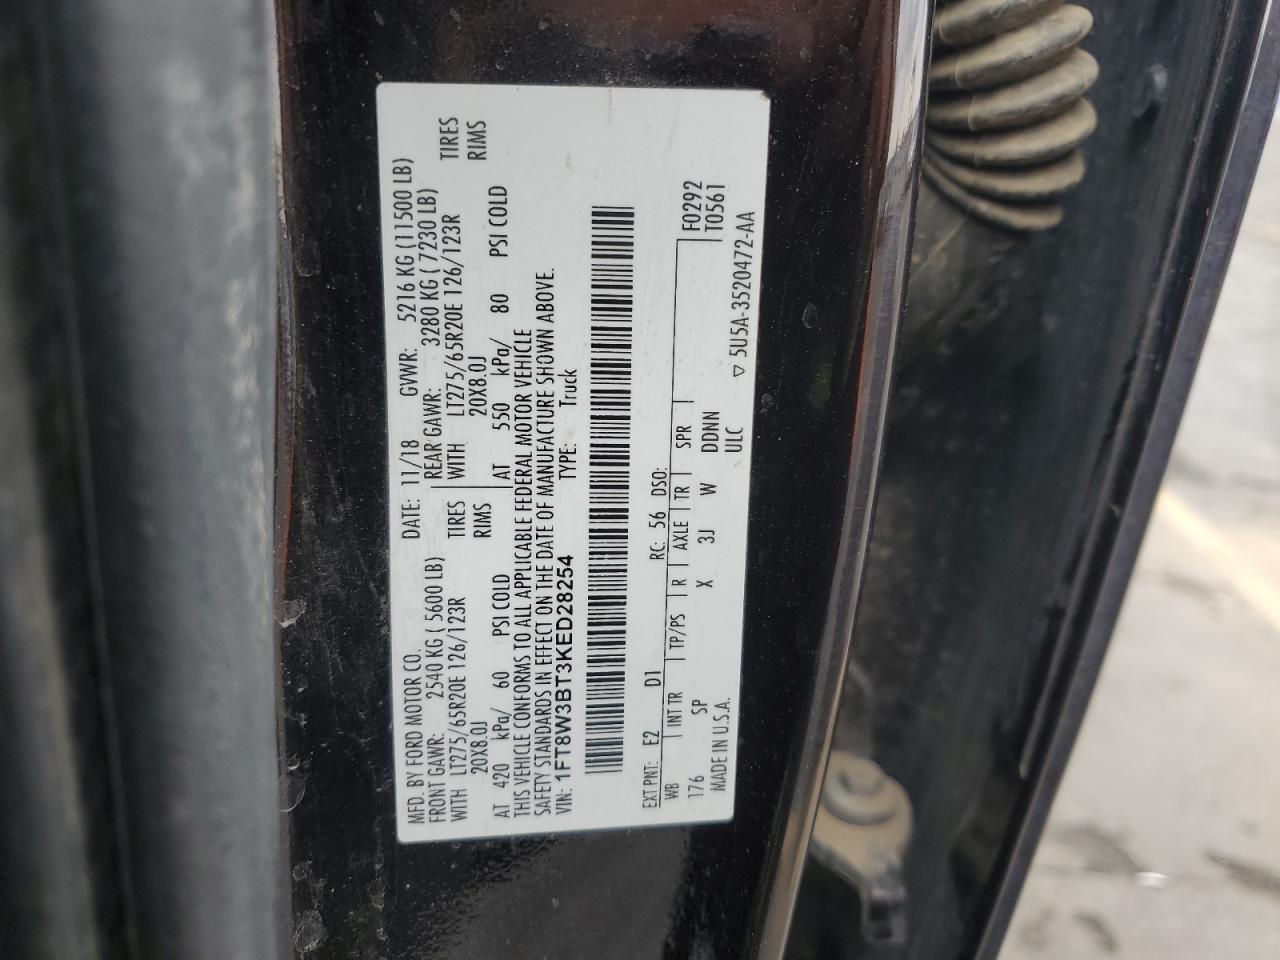 MFD. BY FORD MOTOR CO. DATE: 11/18 GVWR: 5216 KG (11500 LB)
FRONT GAWR: 2540 KG ( 5600 LB) REAR GAWR: 3280 KG ( 7230 LB)
WITH LT275/65R20E 126/123R TIRES WITH LT275/65R20E 126/123R TIRES
20X8.0J RIMS 20X8.0J RIMS
AT 420 kPa/ 60 PSI COLD AT 550 kPa/ 80 PSI COLD
THIS VEHICLE CONFORMS TO ALL APPLICABLE FEDERAL MOTOR VEHICLE
SAFETY STANDARDS IN EFFECT ON THE DATE OF MANUFACTURE SHOWN ABOVE.
VIN: 1FT8W3BT3KED28254 TYPE: Truck
EXT PNT: E2 D1 RC: 56 DSO: F0292
WB INT TR TP/PS R AXLE TR SPR T0561
176 SP X 3J W DDNN
MADE IN U.S.A. ULC ▽ 5U5A-3520472-AA